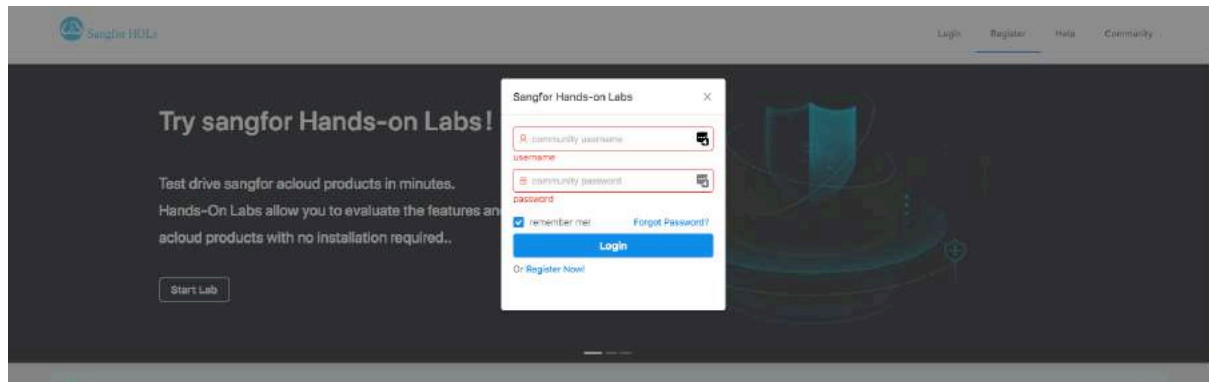 Sangfor HOLs
Login Register Help Community
Try sangfor Hands-on Labs!
Test drive sangfor acloud products in minutes.
Hands-On Labs allow you to evaluate the features an
acloud products with no installation required..
Start Lab
Sangfor Hands-on Labs
community username
username
community password
password
remember me!
Forgot Password?
Login
Or Register Now!